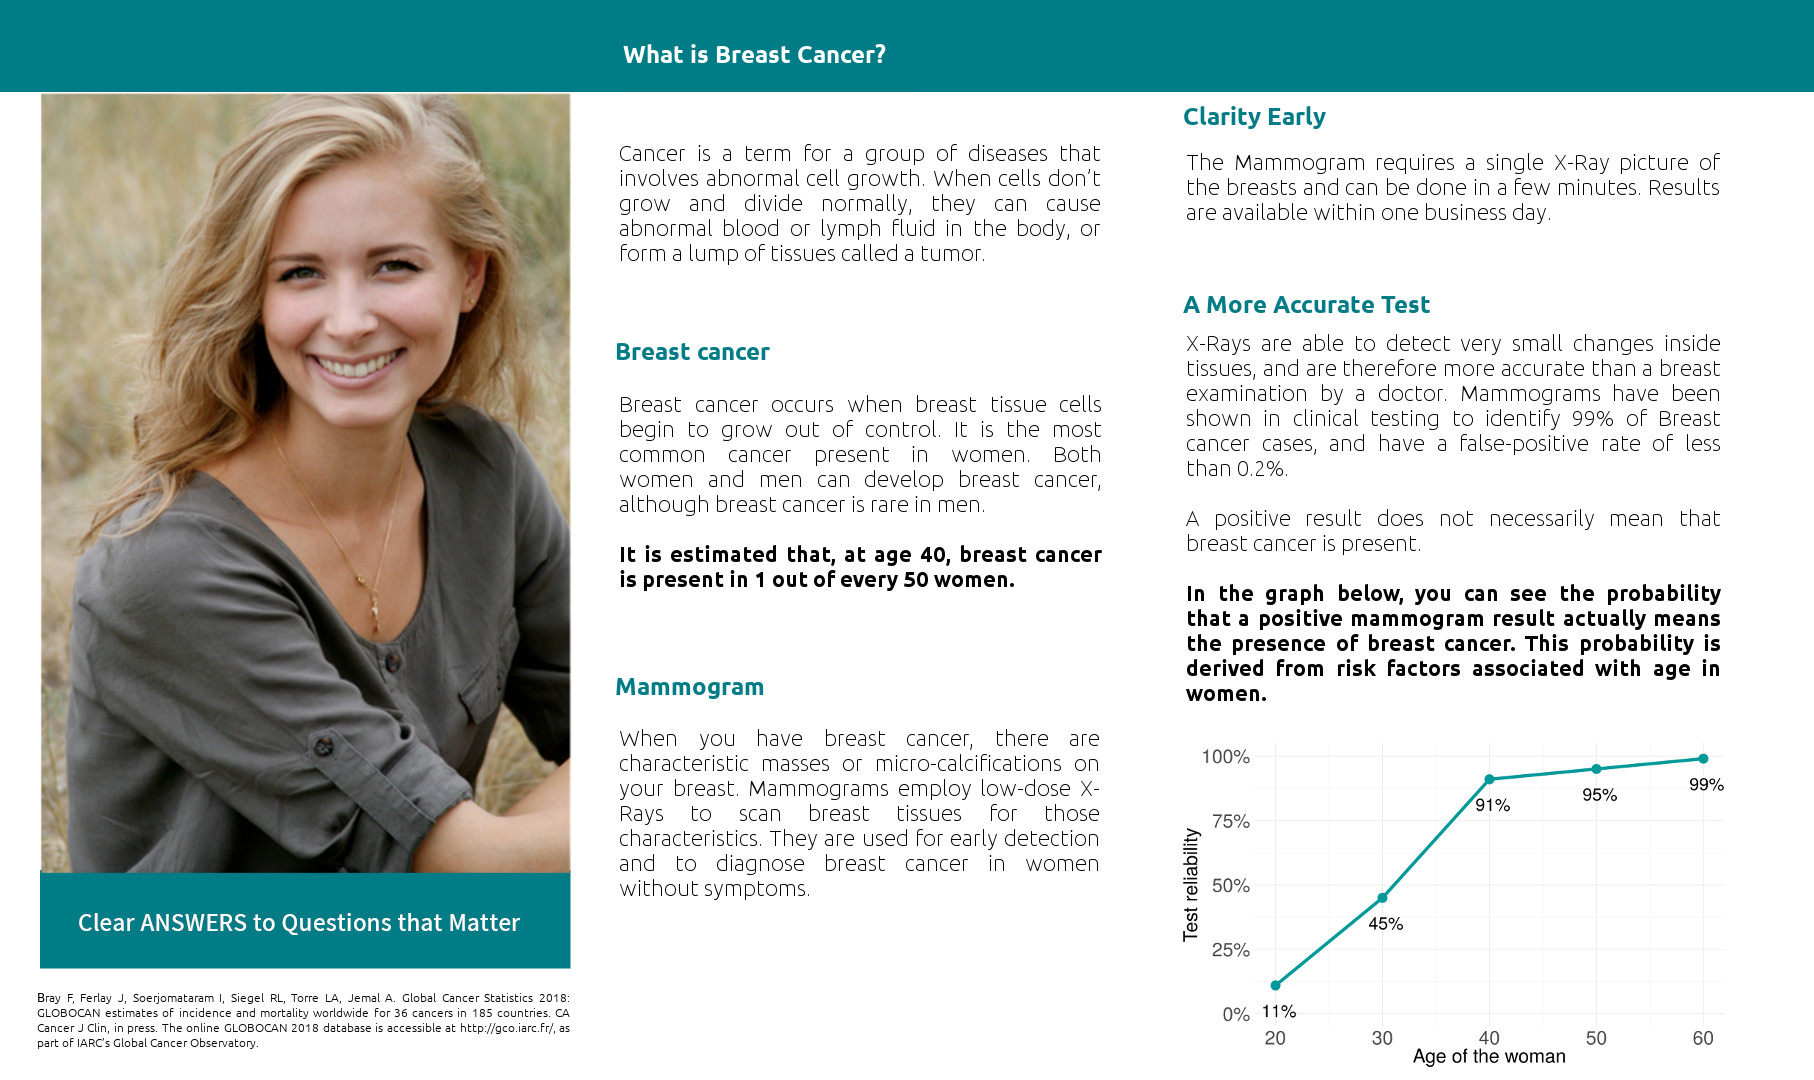 What is Breast Cancer?
Cancer is a term for a group of diseases that
involves abnormal cell growth. When cells don’t
grow and divide normally, they can cause
abnormal blood or lymph fluid in the body, or
form a lump of tissues called a tumor.
Breast cancer
Breast cancer occurs when breast tissue cells
begin to grow out of control. It is the most
common cancer present in women. Both
women and men can develop breast cancer,
although breast cancer is rare in men.
It is estimated that, at age 40, breast cancer
is present in 1 out of every 50 women.
Mammogram
When you have breast cancer, there are
characteristic masses or micro-calcifications on
your breast. Mammograms employ low-dose X-
Rays to scan breast tissues for those
characteristics. They are used for early detection
and to diagnose breast cancer in women
without symptoms.
Clarity Early
The Mammogram requires a single X-Ray picture of
the breasts and can be done in a few minutes. Results
are available within one business day.
A More Accurate Test
X-Rays are able to detect very small changes inside
tissues, and are therefore more accurate than a breast
examination by a doctor. Mammograms have been
shown in clinical testing to identify 99% of Breast
cancer cases, and have a false-positive rate of less
than 0.2%.
A positive result does not necessarily mean that
breast cancer is present.
In the graph below, you can see the probability
that a positive mammogram result actually means
the presence of breast cancer. This probability is
derived from risk factors associated with age in
women.
Test reliability
100%
75%
50%
25%
0%
11%
45%
91%
95%
99%
20 30 40 50 60
Age of the woman
Clear ANSWERS to Questions that Matter
Bray F, Ferlay J, Soerjomataram I, Siegel RL, Torre LA, Jemal A. Global Cancer Statistics 2018:
GLOBOCAN estimates of incidence and mortality worldwide for 36 cancers in 185 countries. CA
Cancer J Clin, in press. The online GLOBOCAN 2018 database is accessible at http://gco.iarc.fr/, as
part of IARC’s Global Cancer Observatory.